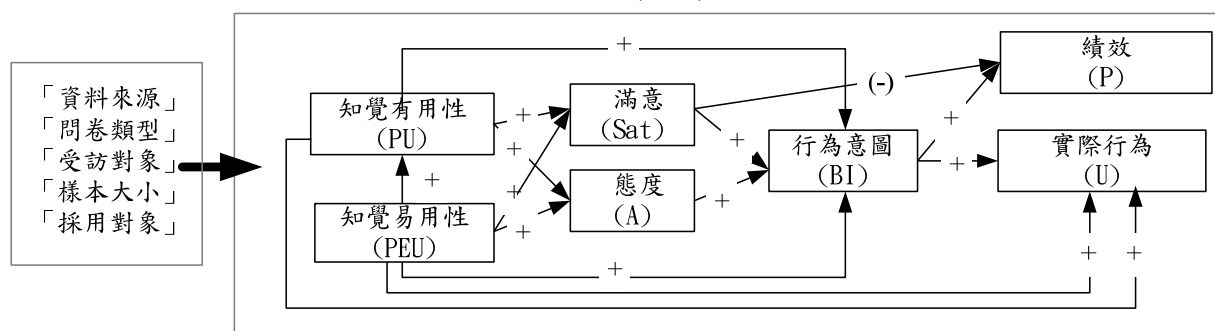 「資料來源」
「問卷類型」
「受訪對象」
「樣本大小」
「採用對象」
知覺有用性
(PU)
知覺易用性
(PEU)
滿意
(Sat)
態度
(A)
行為意圖
(BI)
績效
(P)
實際行為
(U)
+
+
+
+
+
+
+
+
+
(-)
+
+
+
+